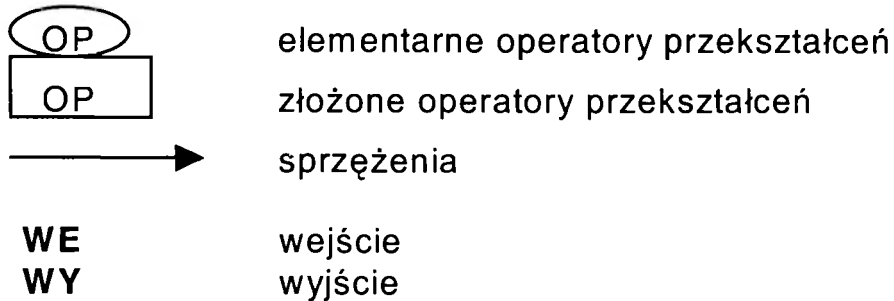 OP elementarne operatory przekształceń
OP złożone operatory przekształceń
sprzężenia
WE wejście
WY wyjście